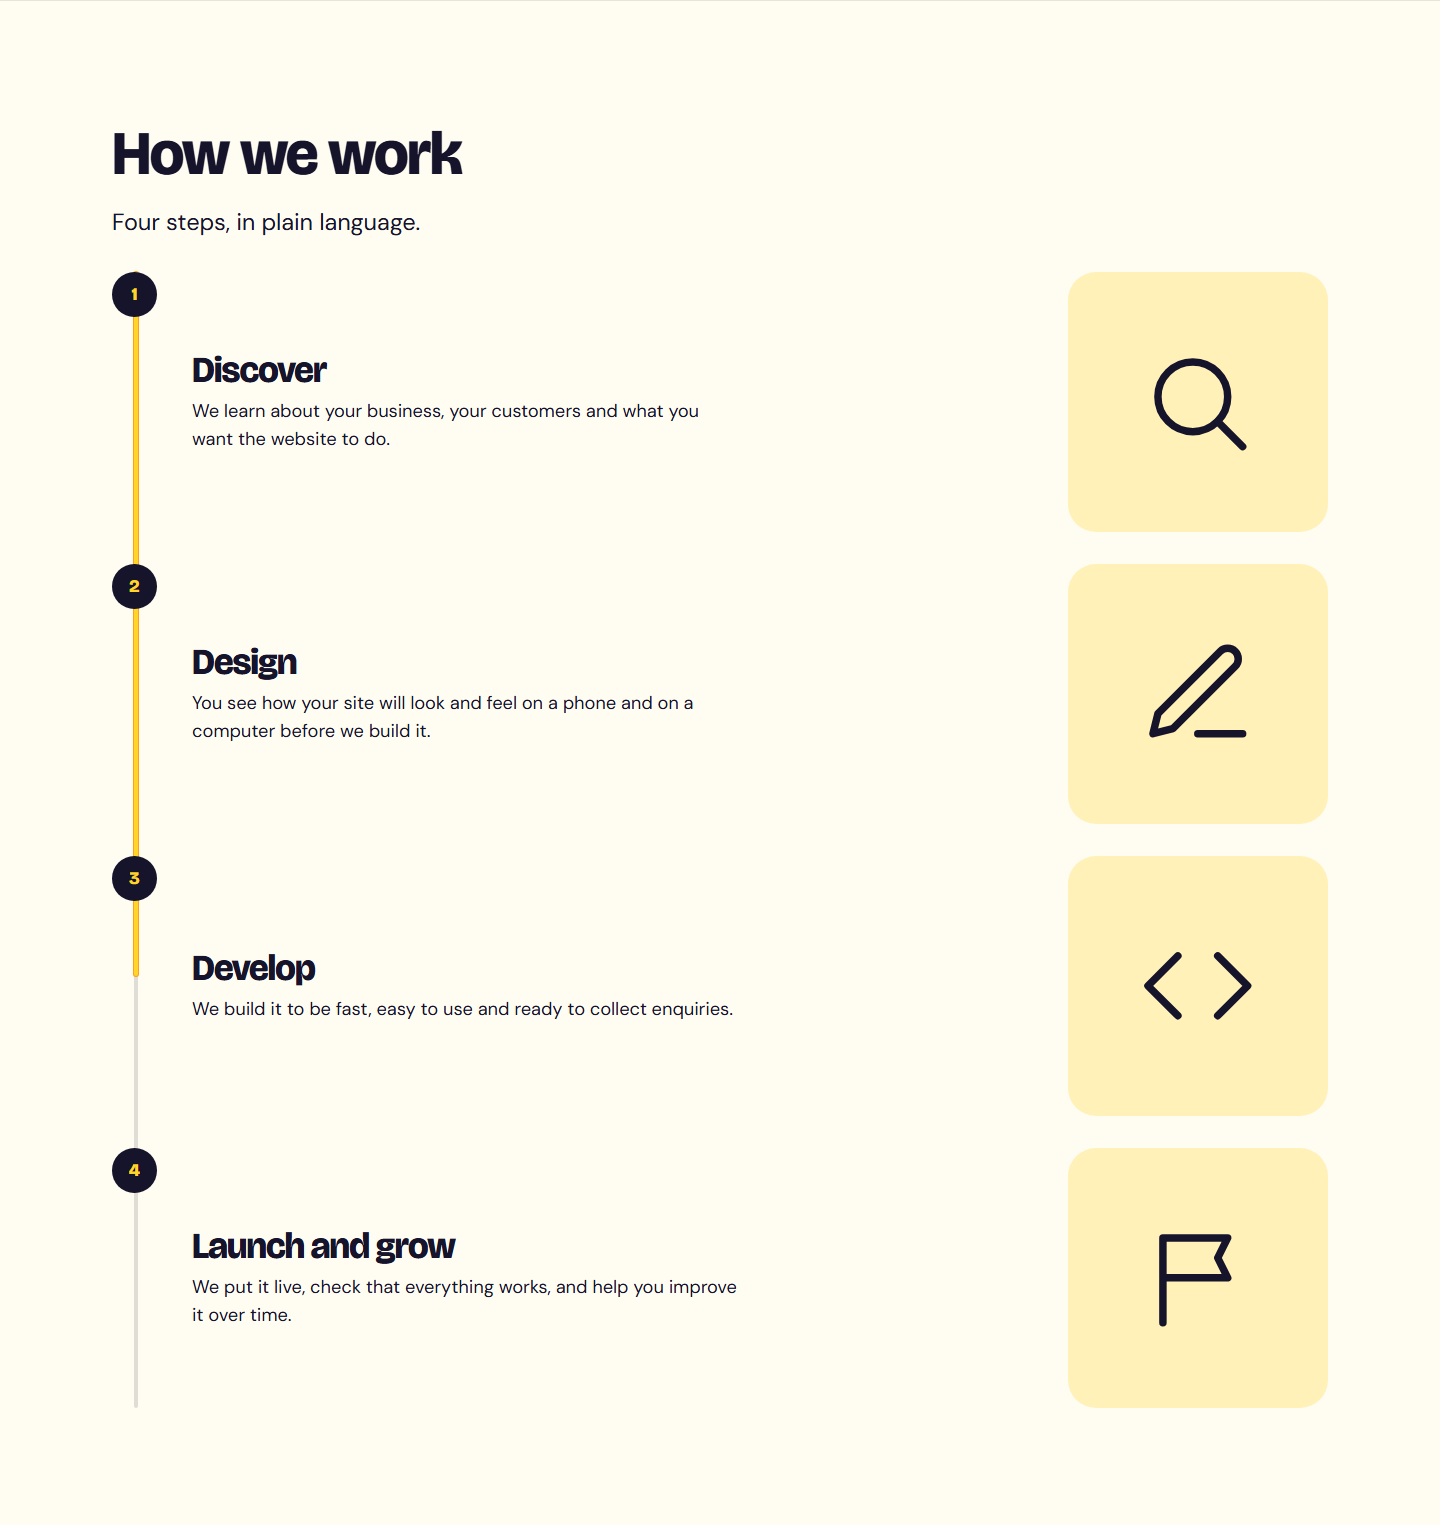 How we work
Four steps, in plain language.
1
Discover
We learn about your business, your customers and what you
want the website to do.
2
Design
You see how your site will look and feel on a phone and on a
computer before we build it.
3
Develop
We build it to be fast, easy to use and ready to collect enquiries.
4
Launch and grow
We put it live, check that everything works, and help you improve
it over time.